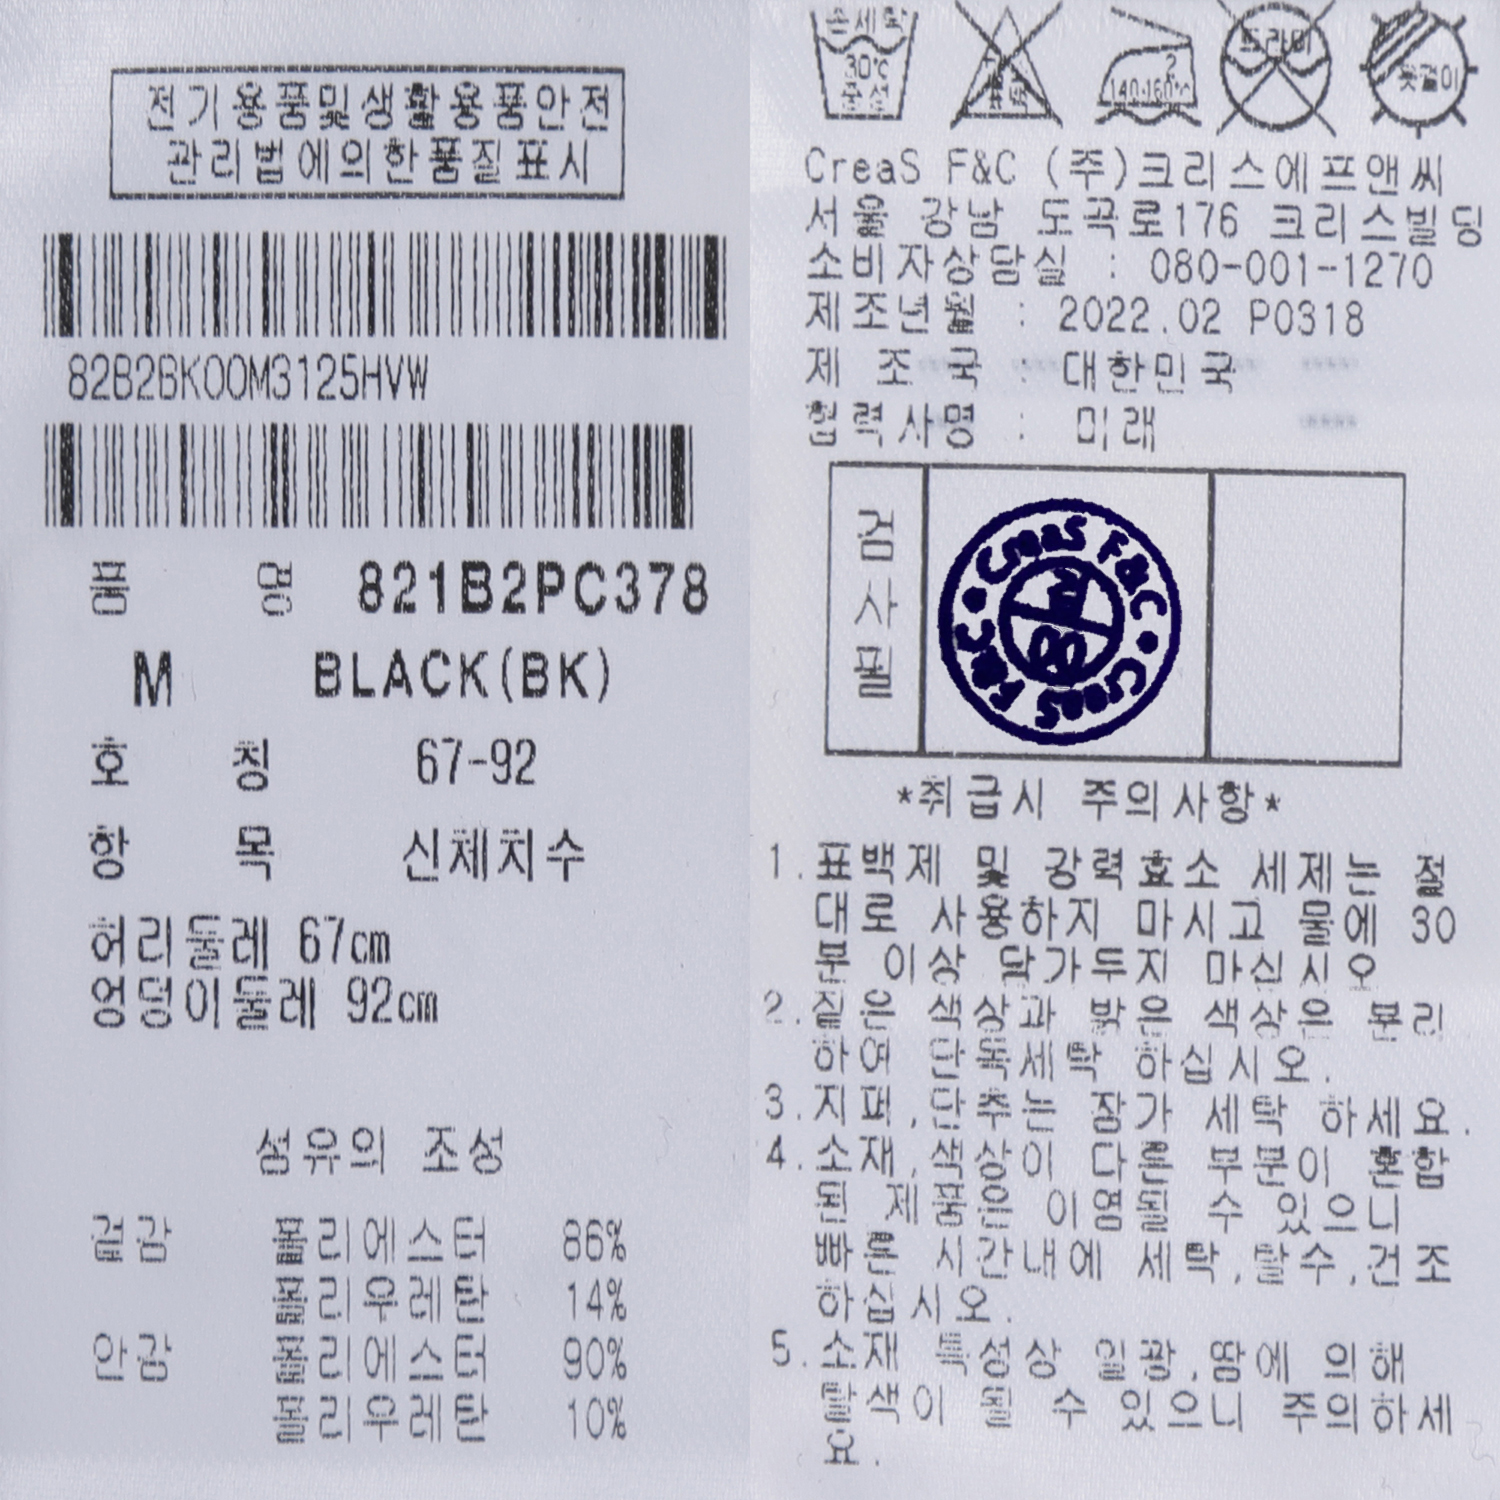 전기용품및생활용품안전
관리법에의한품질표시
82B2BK00M3125HVW
품 명 821B2PC378
M BLACK(BK)
호 칭 67-92
항 목 신체치수
허리둘레 67cm
엉덩이둘레 92cm
섬유의 조성
겉감 폴리에스터 86%
폴리우레탄 14%
안감 폴리에스터 90%
폴리우레탄 10%
손세탁
30℃
중성
2
140-160℃
드라이
옷걸이
CreaS F&C (주)크리스에프앤씨
서울 강남 도곡로176 크리스빌딩
소비자상담실 : 080-001-1270
제조년월 : 2022.02 P0318
제 조 국 : 대한민국
협력사명 : 미래
검사필
CreaS F&C • CreaS F&C •
*취급시 주의사항*
1.표백제 및 강력효소 세제는 절
대로 사용하지 마시고 물에 30
분 이상 담가두지 마십시오
2.짙은 색상과 밝은 색상은 분리
하여 단독세탁 하십시오.
3.지퍼,단추는 잠가 세탁 하세요.
4.소재,색상이 다른 부분이 혼합
된 제품은 이염될 수 있으니
빠른 시간내에 세탁,탈수,건조
하십시오.
5.소재 특성상 일광,땀에 의해
탈색이 될 수 있으니 주의하세
요.